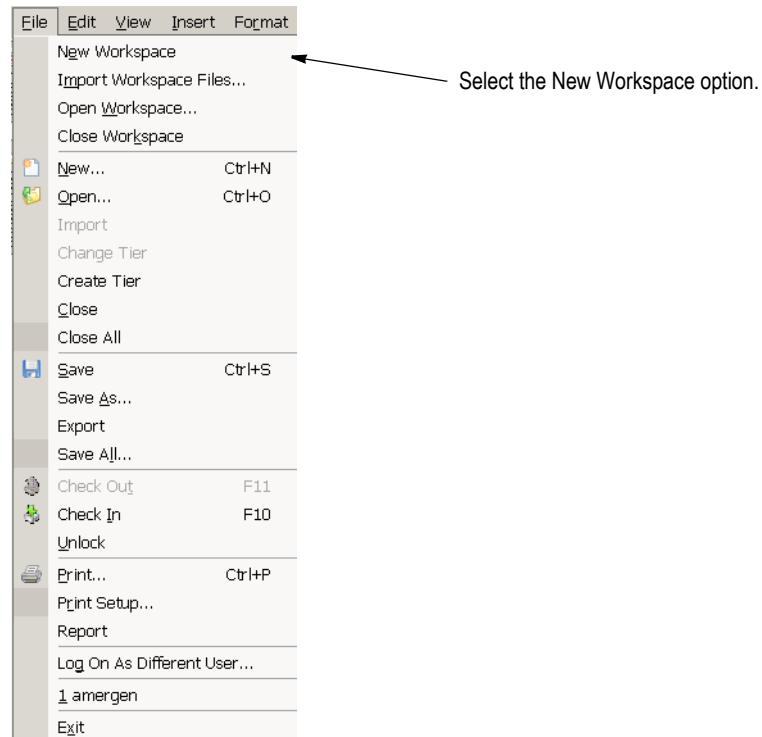 File Edit View Insert Format
New Workspace
Select the New Workspace option.
Import Workspace Files...
Open Workspace...
Close Workspace
New... Ctrl+N
Open... Ctrl+O
Import
Change Tier
Create Tier
Close
Close All
Save Ctrl+S
Save As...
Export
Save All...
Check Out F11
Check In F10
Unlock
Print... Ctrl+P
Print Setup...
Report
Log On As Different User...
1 amergen
Exit